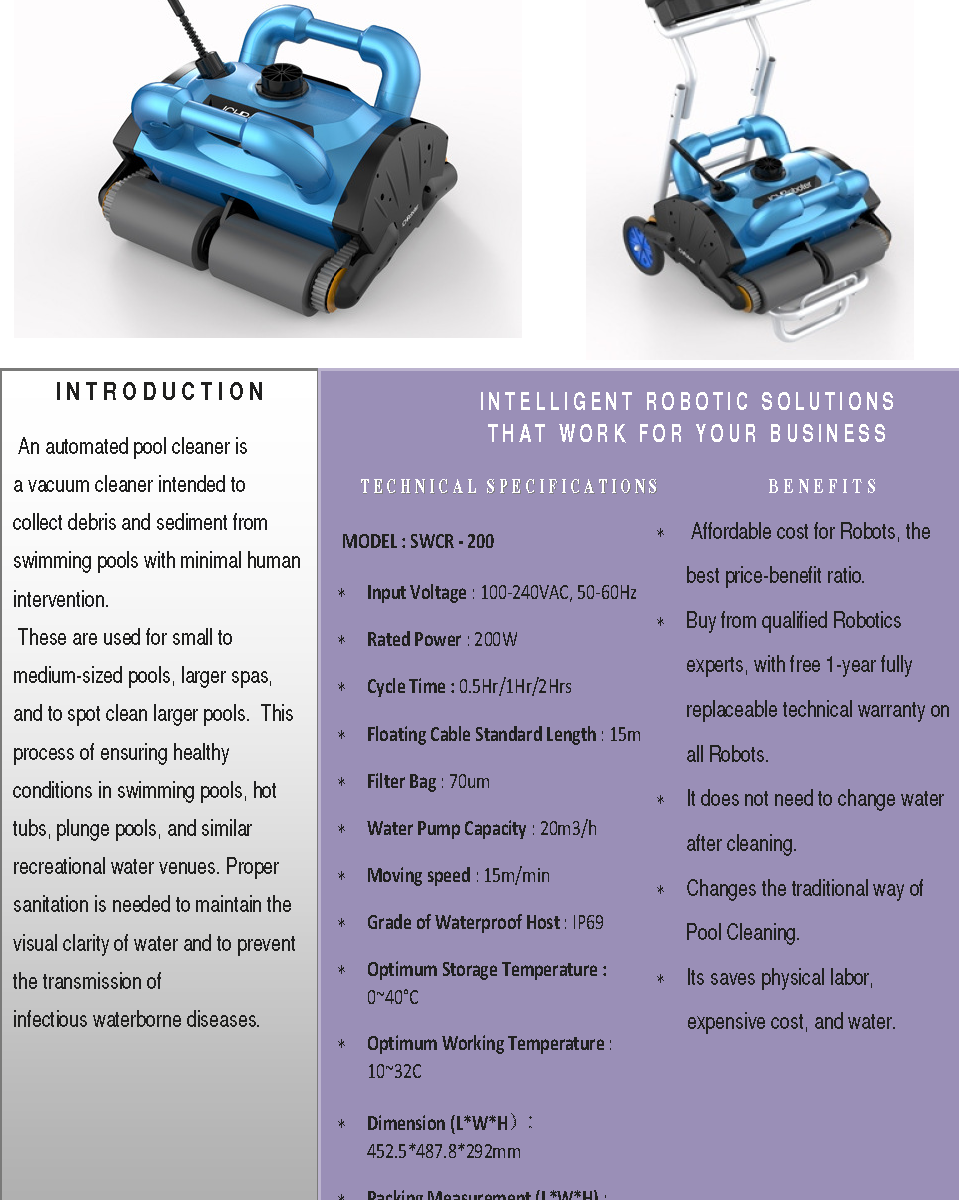 INTRODUCTION
An automated pool cleaner is
a vacuum cleaner intended to
collect debris and sediment from
swimming pools with minimal human
intervention.
These are used for small to
medium-sized pools, larger spas,
and to spot clean larger pools. This
process of ensuring healthy
conditions in swimming pools, hot
tubs, plunge pools, and similar
recreational water venues. Proper
sanitation is needed to maintain the
visual clarity of water and to prevent
the transmission of
infectious waterborne diseases.
INTELLIGENT ROBOTIC SOLUTIONS
THAT WORK FOR YOUR BUSINESS
TECHNICAL SPECIFICATIONS
MODEL : SWCR - 200
* Input Voltage : 100-240VAC, 50-60Hz
* Rated Power : 200W
* Cycle Time : 0.5Hr/1Hr/2Hrs
* Floating Cable Standard Length : 15m
* Filter Bag : 70um
* Water Pump Capacity : 20m3/h
* Moving speed : 15m/min
* Grade of Waterproof Host : IP69
* Optimum Storage Temperature :
0~40°C
* Optimum Working Temperature :
10~32C
* Dimension (L*W*H）：
452.5*487.8*292mm
* Packing Measurement (L*W*H) :
BENEFITS
* Affordable cost for Robots, the
best price-benefit ratio.
* Buy from qualified Robotics
experts, with free 1-year fully
replaceable technical warranty on
all Robots.
* It does not need to change water
after cleaning.
* Changes the traditional way of
Pool Cleaning.
* Its saves physical labor,
expensive cost, and water.